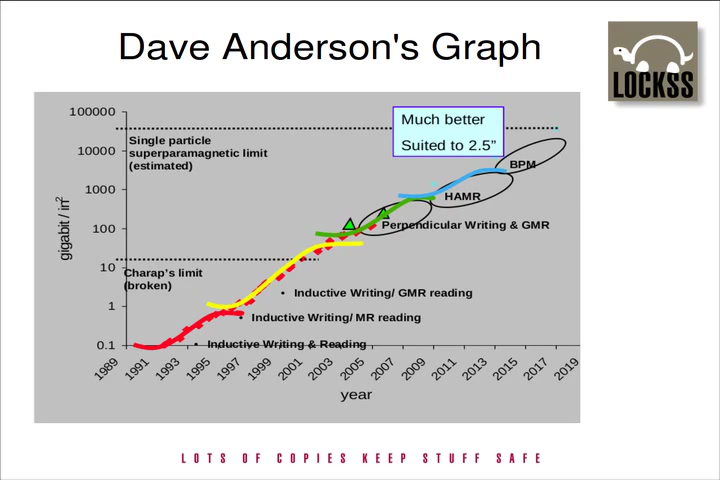 Dave Anderson's Graph
LOCKSS
100000
10000
1000
100
10
1
0.1
gigabit / in2
Single particle
superparamagnetic limit
(estimated)
Much better
Suited to 2.5”
BPM
HAMR
Perpendicular Writing & GMR
Charap’s limit
(broken)
• Inductive Writing/ GMR reading
• Inductive Writing/ MR reading
• Inductive Writing & Reading
1989 1991 1993 1995 1997 1999 2001 2003 2005 2007 2009 2011 2013 2015 2017 2019
year
LOTS OF COPIES KEEP STUFF SAFE